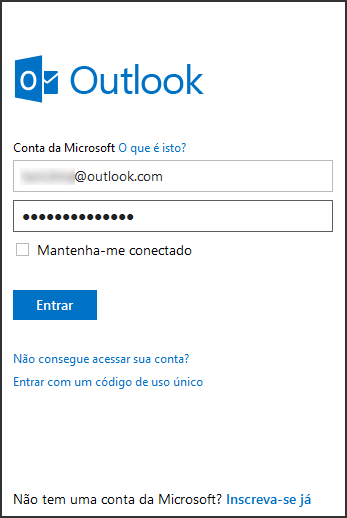 Outlook
Conta da Microsoft O que é isto?
@outlook.com
●●●●●●●●●●●●●●
Mantenha-me conectado
Entrar
Não consegue acessar sua conta?
Entrar com um código de uso único
Não tem uma conta da Microsoft? Inscreva-se já